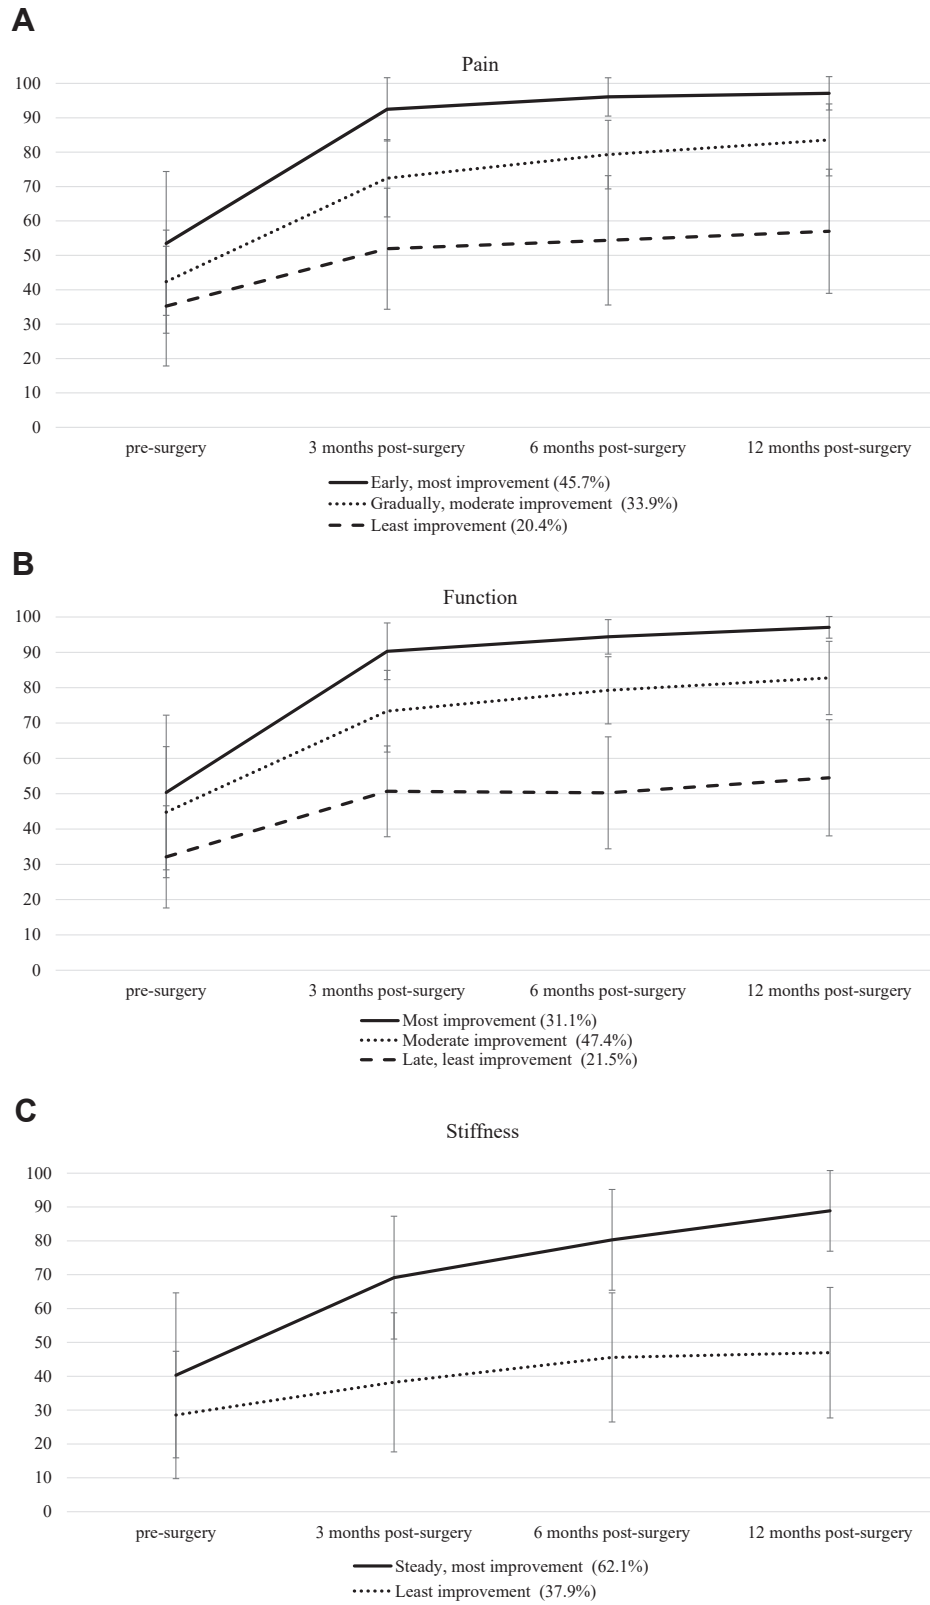 A
Pain
100
90
80
70
60
50
40
30
20
10
0
pre-surgery 3 months post-surgery 6 months post-surgery 12 months post-surgery
Early, most improvement (45.7%)
Gradually, moderate improvement (33.9%)
Least improvement (20.4%)
B
Function
100
90
80
70
60
50
40
30
20
10
0
pre-surgery 3 months post-surgery 6 months post-surgery 12 months post-surgery
Most improvement (31.1%)
Moderate improvement (47.4%)
Late, least improvement (21.5%)
C
Stiffness
100
90
80
70
60
50
40
30
20
10
0
pre-surgery 3 months post-surgery 6 months post-surgery 12 months post-surgery
Steady, most improvement (62.1%)
Least improvement (37.9%)